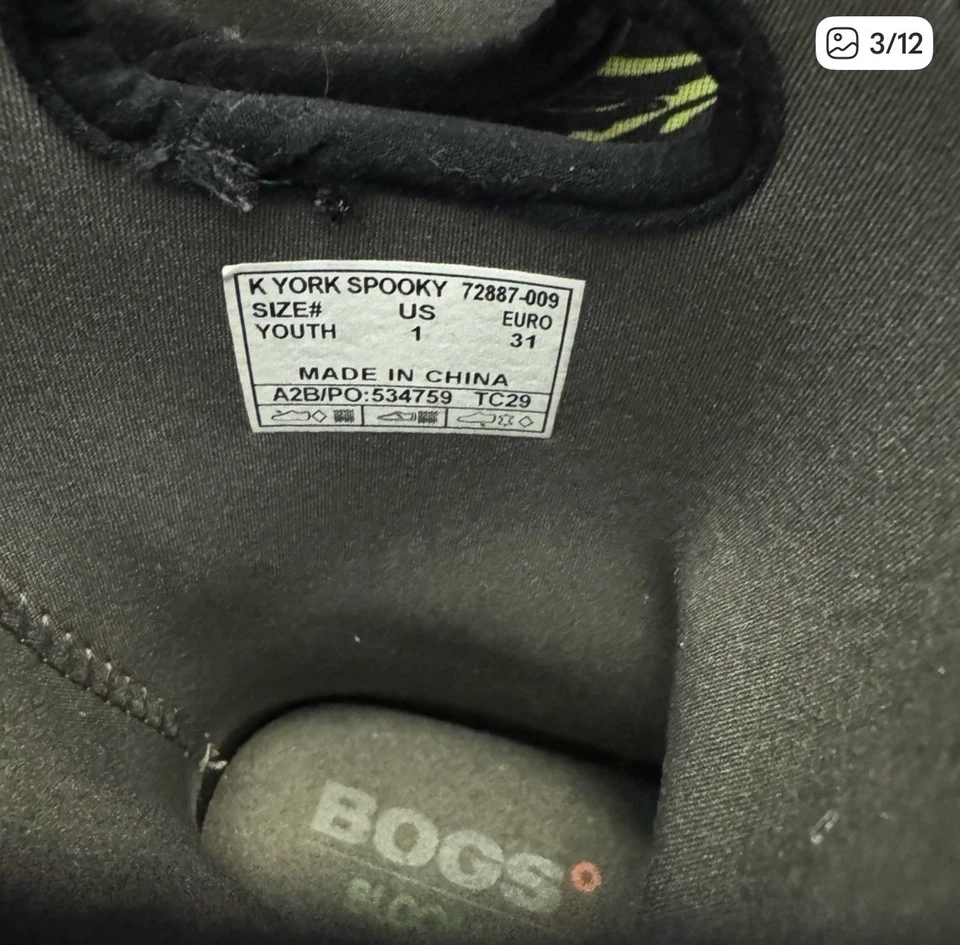 3/12
K YORK SPOOKY 72887-009
SIZE# US EURO
YOUTH 1 31
MADE IN CHINA
A2B/PO:534759 TC29
BOGS